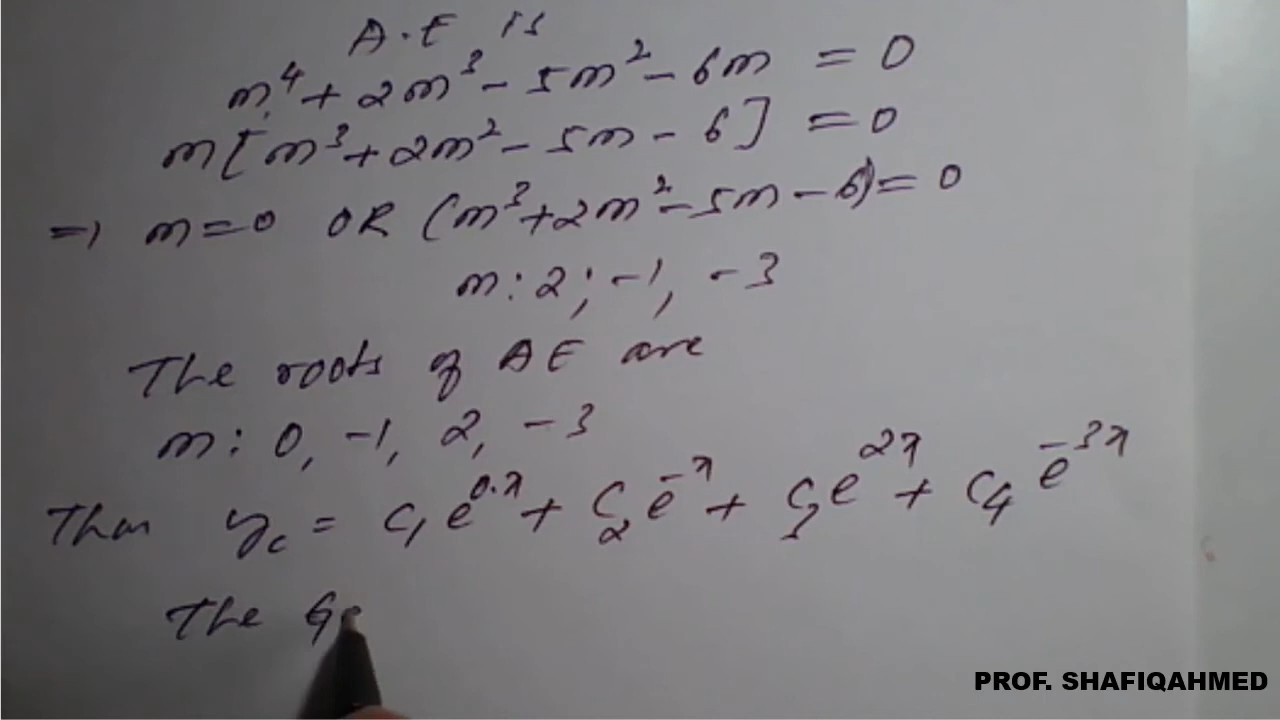 A.E is
m⁴ + 2m³ - 5m² - 6m = 0
m[m³ + 2m² - 5m - 6] = 0
=) m = 0 OR (m³ + 2m² - 5m - 6) = 0
m : 2 ; -1, -3
The roots of AE are
m : 0, -1, 2, -3
Thus y_c = C₁e^{0.x} + C₂e^{-x} + C₃e^{2x} + C₄e^{-3x}
The Ge
PROF. SHAFIQAHMED